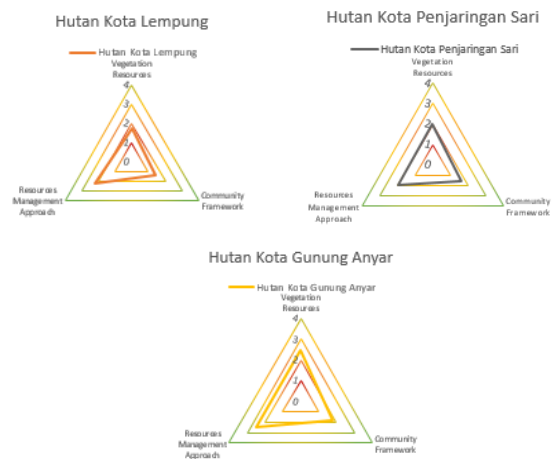 Hutan Kota Lempung
Hutan Kota Lempung
Vegetation
Resources
4
3
2
1
0
Resources
Management
Approach
Community
Framework
Hutan Kota Penjaringan Sari
Hutan Kota Penjaringan Sari
Vegetation
Resources
4
3
2
1
0
Resources
Management
Approach
Community
Framework
Hutan Kota Gunung Anyar
Hutan Kota Gunung Anyar
Vegetation
Resources
4
3
2
1
0
Resources
Management
Approach
Community
Framework